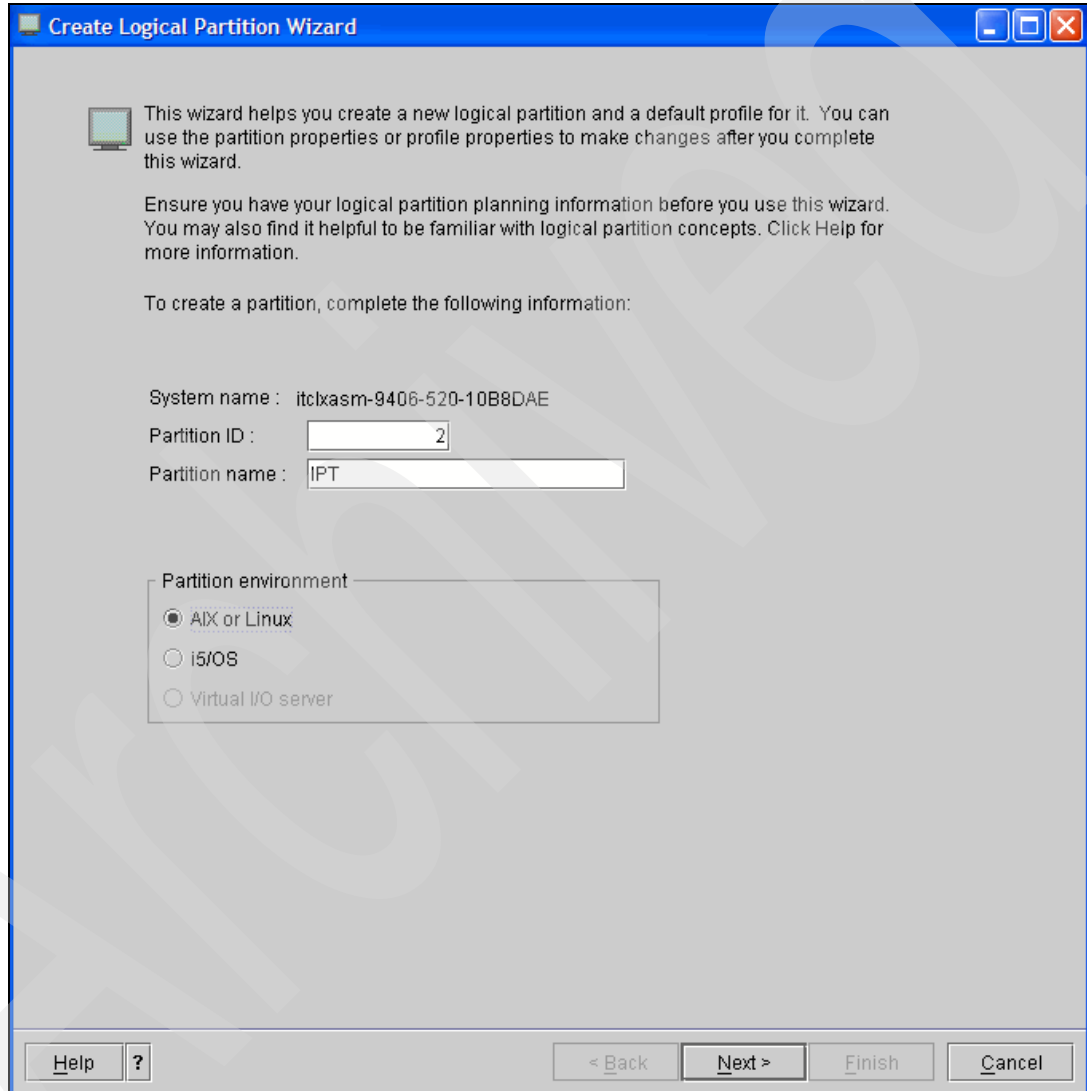 Create Logical Partition Wizard
This wizard helps you create a new logical partition and a default profile for it. You can
use the partition properties or profile properties to make changes after you complete
this wizard.
Ensure you have your logical partition planning information before you use this wizard.
You may also find it helpful to be familiar with logical partition concepts. Click Help for
more information.
To create a partition, complete the following information:
System name : itclxasm-9406-520-10B8DAE
Partition ID : 2
Partition name : IPT
Partition environment
AIX or Linux
i5/OS
Virtual I/O server
Help ? < Back Next > Finish Cancel
Archived